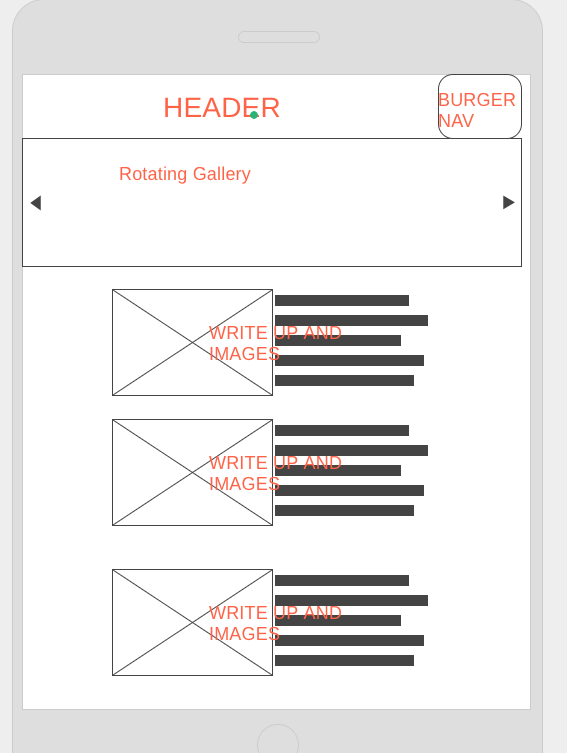 HEADER
BURGER
NAV
Rotating Gallery
WRITE UP AND
IMAGES
WRITE UP AND
IMAGES
WRITE UP AND
IMAGES